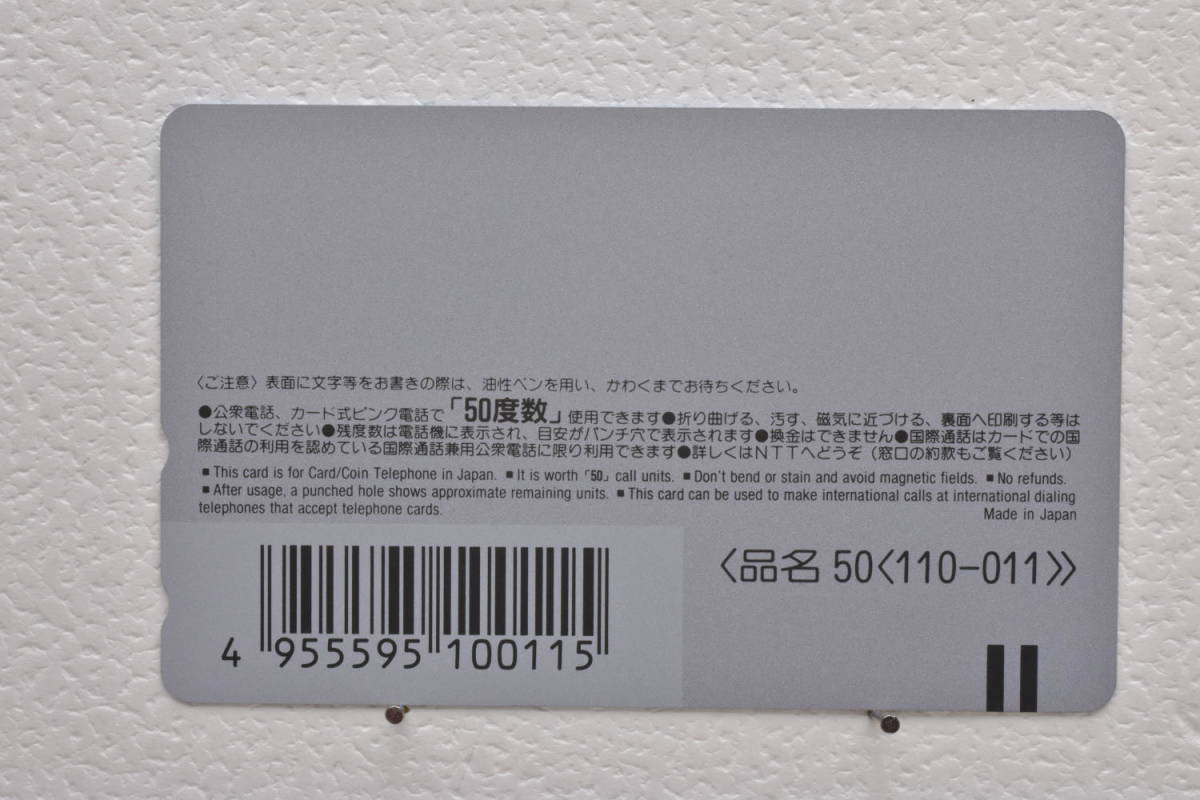 〈ご注意〉表面に文字等をお書きの際は、油性ペンを用い、かわくまでお待ちください。
●公衆電話、カード式ピンク電話で「50度数」使用できます●折り曲げる、汚す、磁気に近づける、裏面へ印刷する等は
しないでください●残度数は電話機に表示され、目安がパンチ穴で表示されます●換金はできません●国際通話はカードでの国
際通話の利用を認めている国際通話兼用公衆電話に限り利用できます●詳しくはNTTへどうぞ（窓口の約款もご覧ください）
■ This card is for Card/Coin Telephone in Japan. ■ It is worth「50」call units. ■ Don't bend or stain and avoid magnetic fields. ■ No refunds.
■ After usage, a punched hole shows approximate remaining units. ■ This card can be used to make international calls at international dialing
telephones that accept telephone cards.
Made in Japan
〈品名 50〈110-011〉〉
4 955595 100115